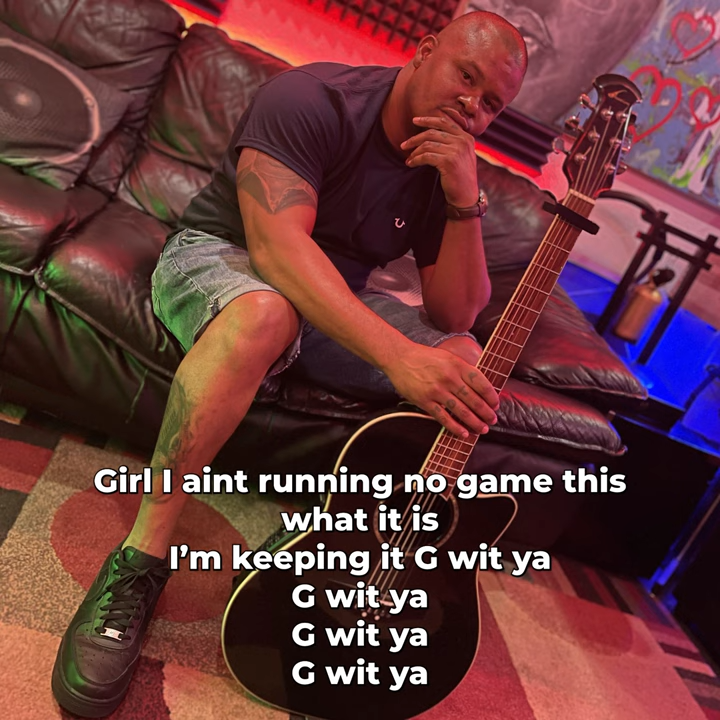 Girl I aint running no game this
what it is
I’m keeping it G wit ya
G wit ya
G wit ya
G wit ya